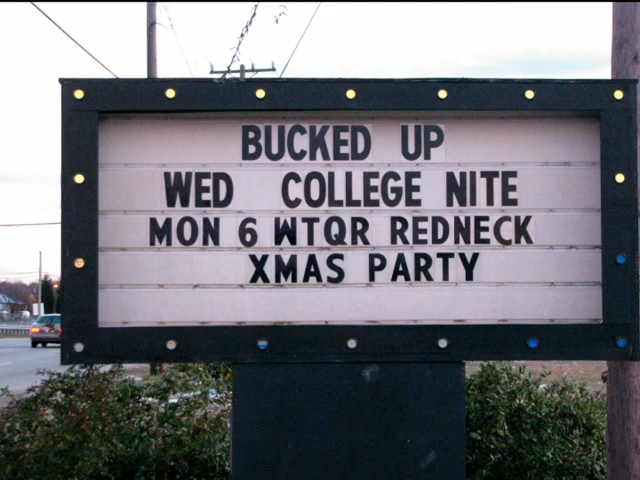 BUCKED UP
WED COLLEGE NITE
MON 6 WTQR REDNECK
XMAS PARTY